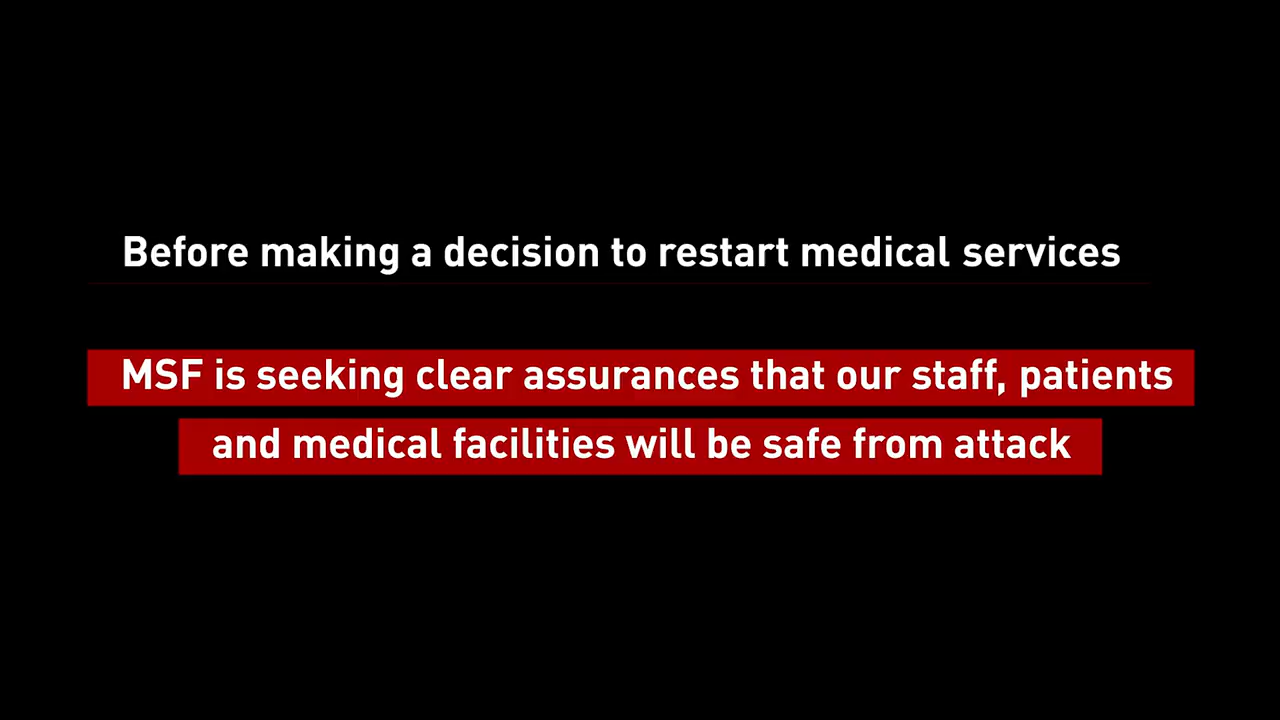 Before making a decision to restart medical services
MSF is seeking clear assurances that our staff, patients
and medical facilities will be safe from attack